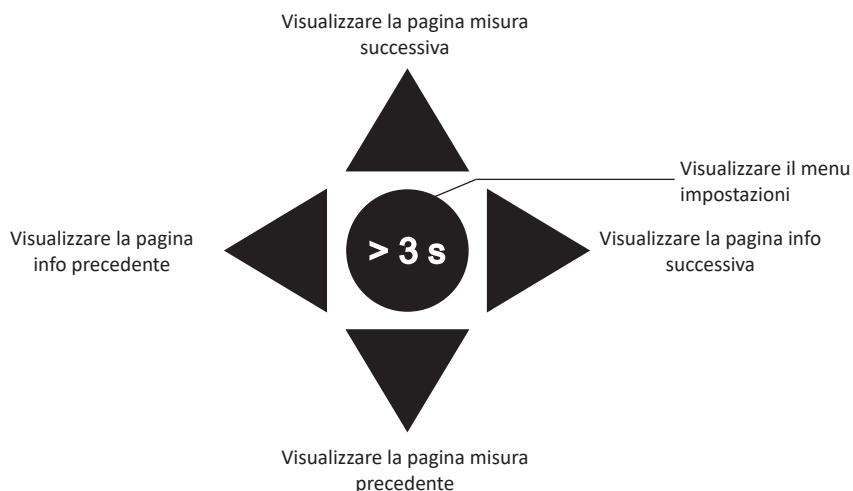 Visualizzare la pagina misura
successiva
Visualizzare il menu
impostazioni
Visualizzare la pagina
info precedente
> 3 s
Visualizzare la pagina info
successiva
Visualizzare la pagina misura
precedente